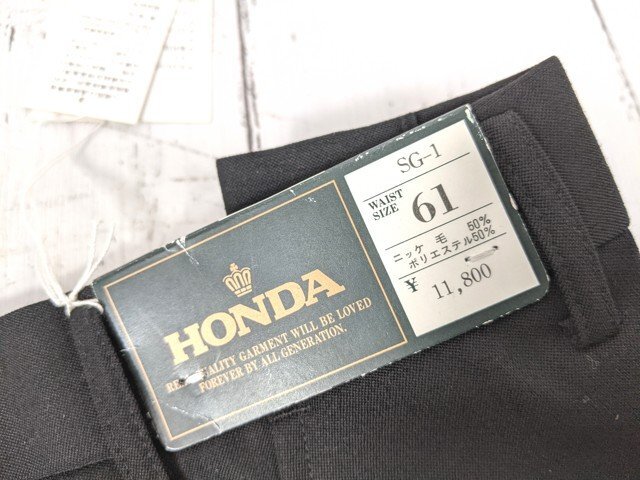 SG-1
WAIST
SIZE
61
ニッケ 毛 50%
ポリエステル50%
¥ 11,800
HONDA
QUALITY GARMENT WILL BE LOVED
FOREVER BY ALL GENERATION.